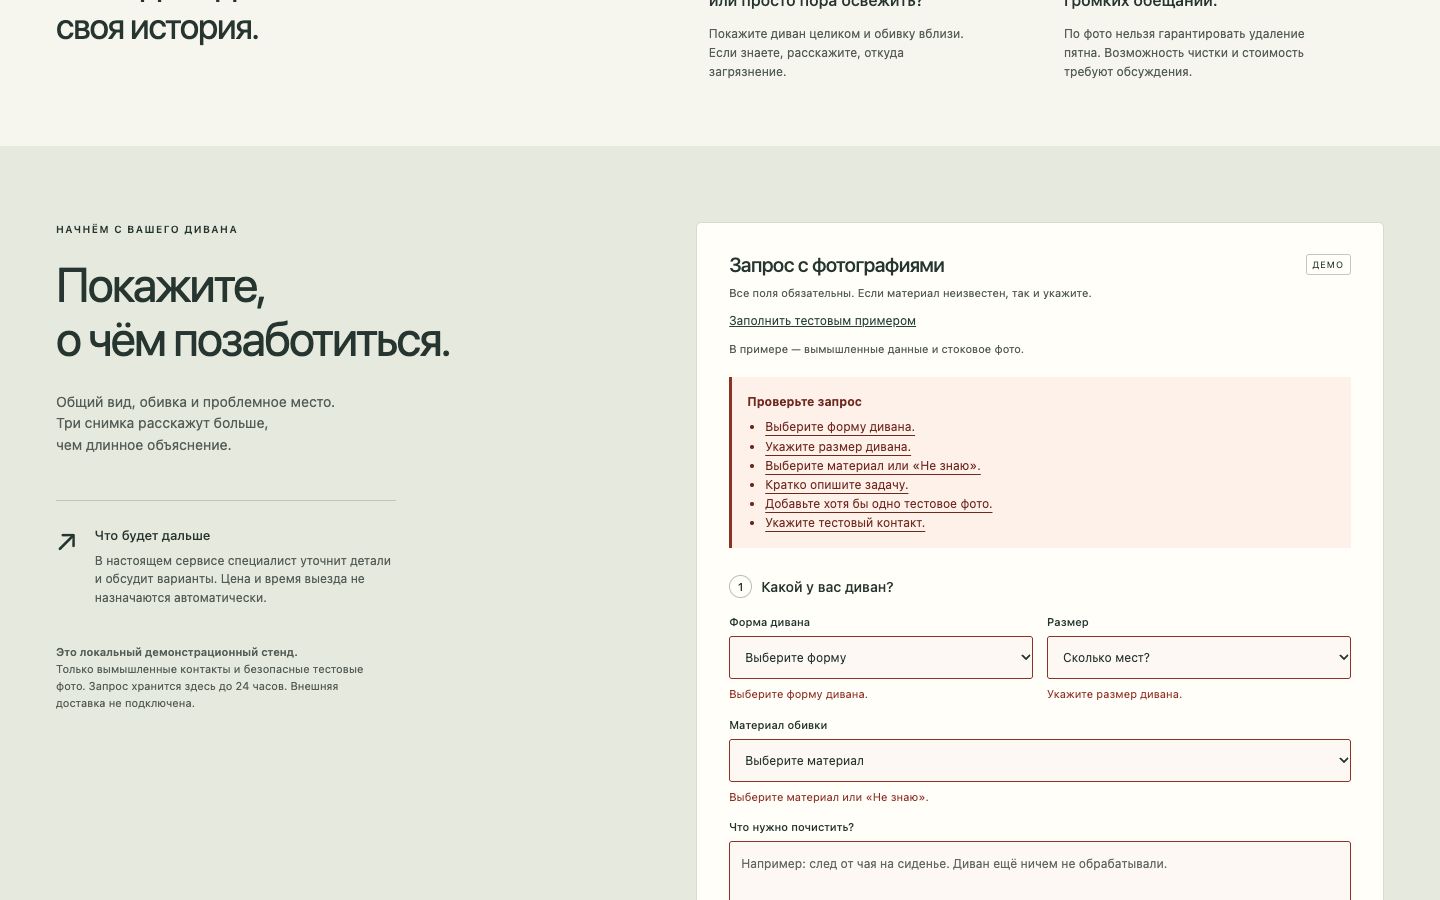 своя история.
или просто пора освежить?
громких обещаний.
Покажите диван целиком и обивку вблизи.
Если знаете, расскажите, откуда
загрязнение.
По фото нельзя гарантировать удаление
пятна. Возможность чистки и стоимость
требуют обсуждения.
НАЧНЁМ С ВАШЕГО ДИВАНА
Покажите,
о чём позаботиться.
Общий вид, обивка и проблемное место.
Три снимка расскажут больше,
чем длинное объяснение.
Что будет дальше
В настоящем сервисе специалист уточнит детали
и обсудит варианты. Цена и время выезда не
назначаются автоматически.
Это локальный демонстрационный стенд.
Только вымышленные контакты и безопасные тестовые
фото. Запрос хранится здесь до 24 часов. Внешняя
доставка не подключена.
Запрос с фотографиями
ДЕМО
Все поля обязательны. Если материал неизвестен, так и укажите.
Заполнить тестовым примером
В примере — вымышленные данные и стоковое фото.
Проверьте запрос
Выберите форму дивана.
Укажите размер дивана.
Выберите материал или «Не знаю».
Кратко опишите задачу.
Добавьте хотя бы одно тестовое фото.
Укажите тестовый контакт.
1 Какой у вас диван?
Форма дивана
Размер
Выберите форму
Сколько мест?
Выберите форму дивана.
Укажите размер дивана.
Материал обивки
Выберите материал
Выберите материал или «Не знаю».
Что нужно почистить?
Например: след от чая на сиденье. Диван ещё ничем не обрабатывали.